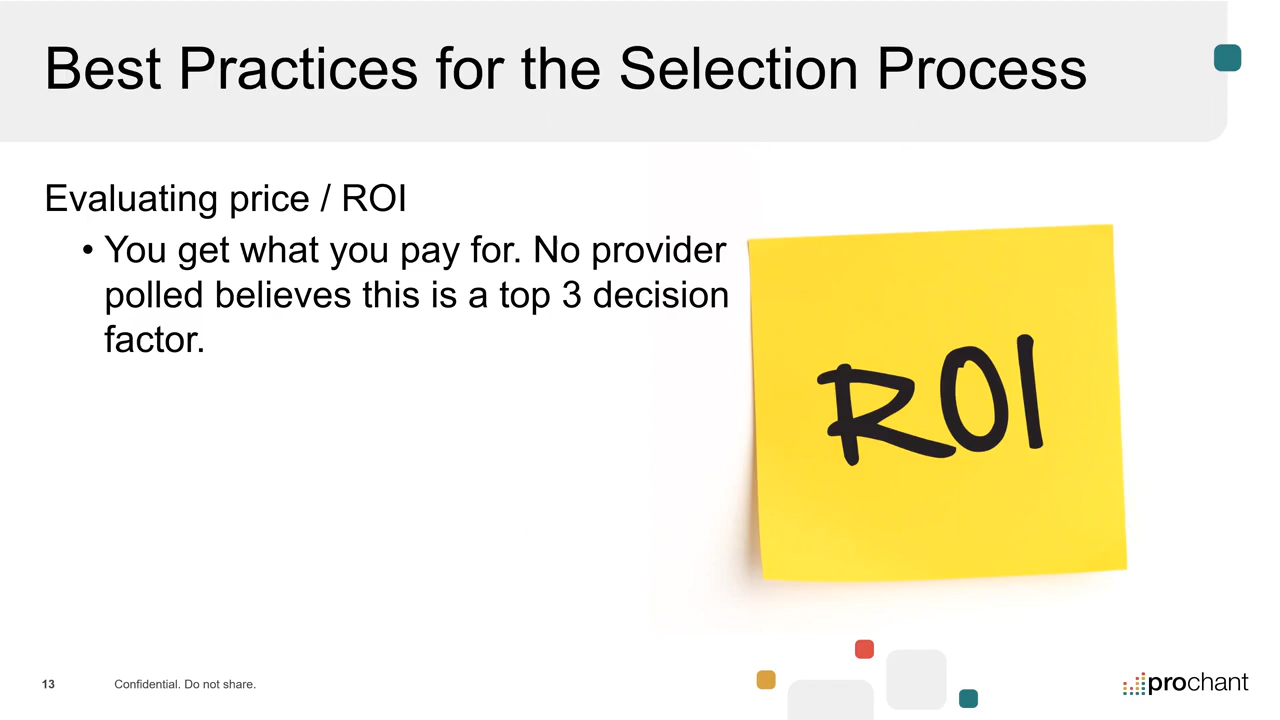 Best Practices for the Selection Process
Evaluating price / ROI
• You get what you pay for. No provider
polled believes this is a top 3 decision
factor.
ROI
13
Confidential. Do not share.
prochant